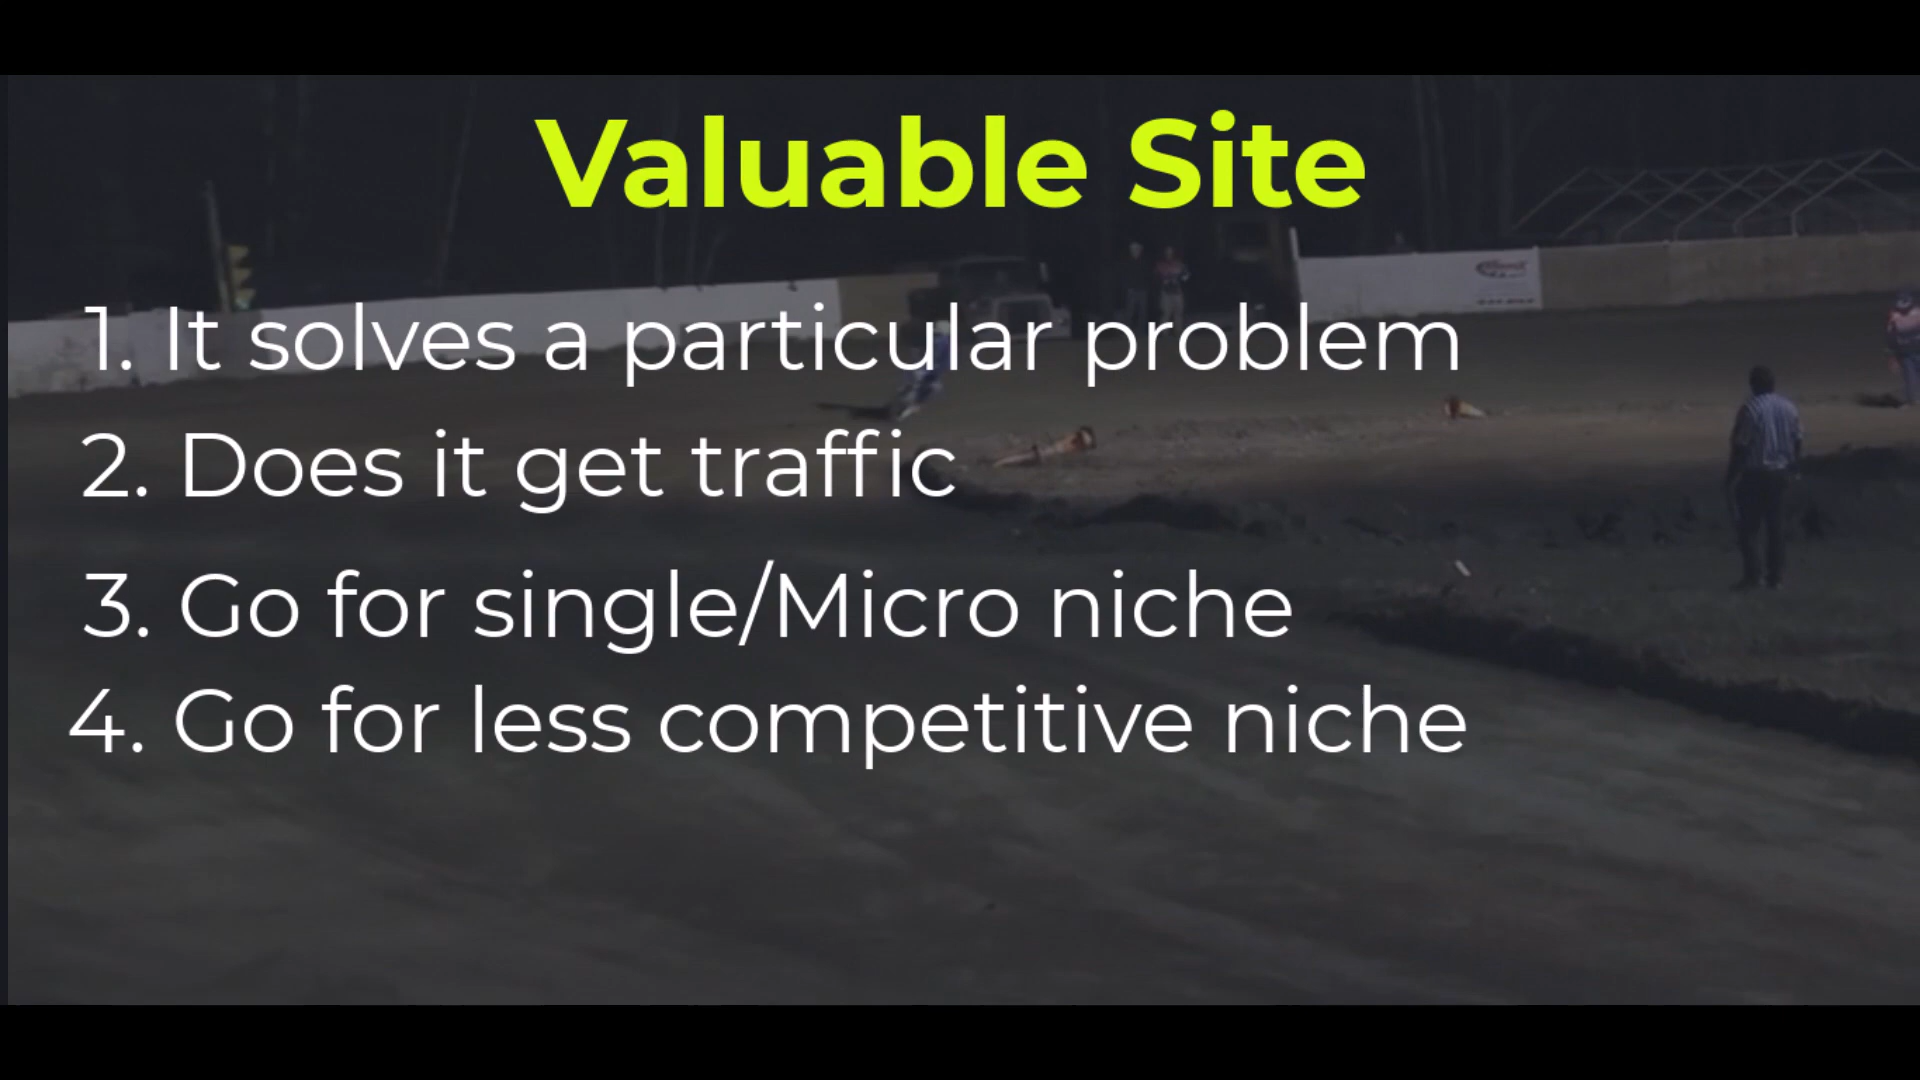 Valuable Site
1. It solves a particular problem
2. Does it get traffic
3. Go for single/Micro niche
4. Go for less competitive niche